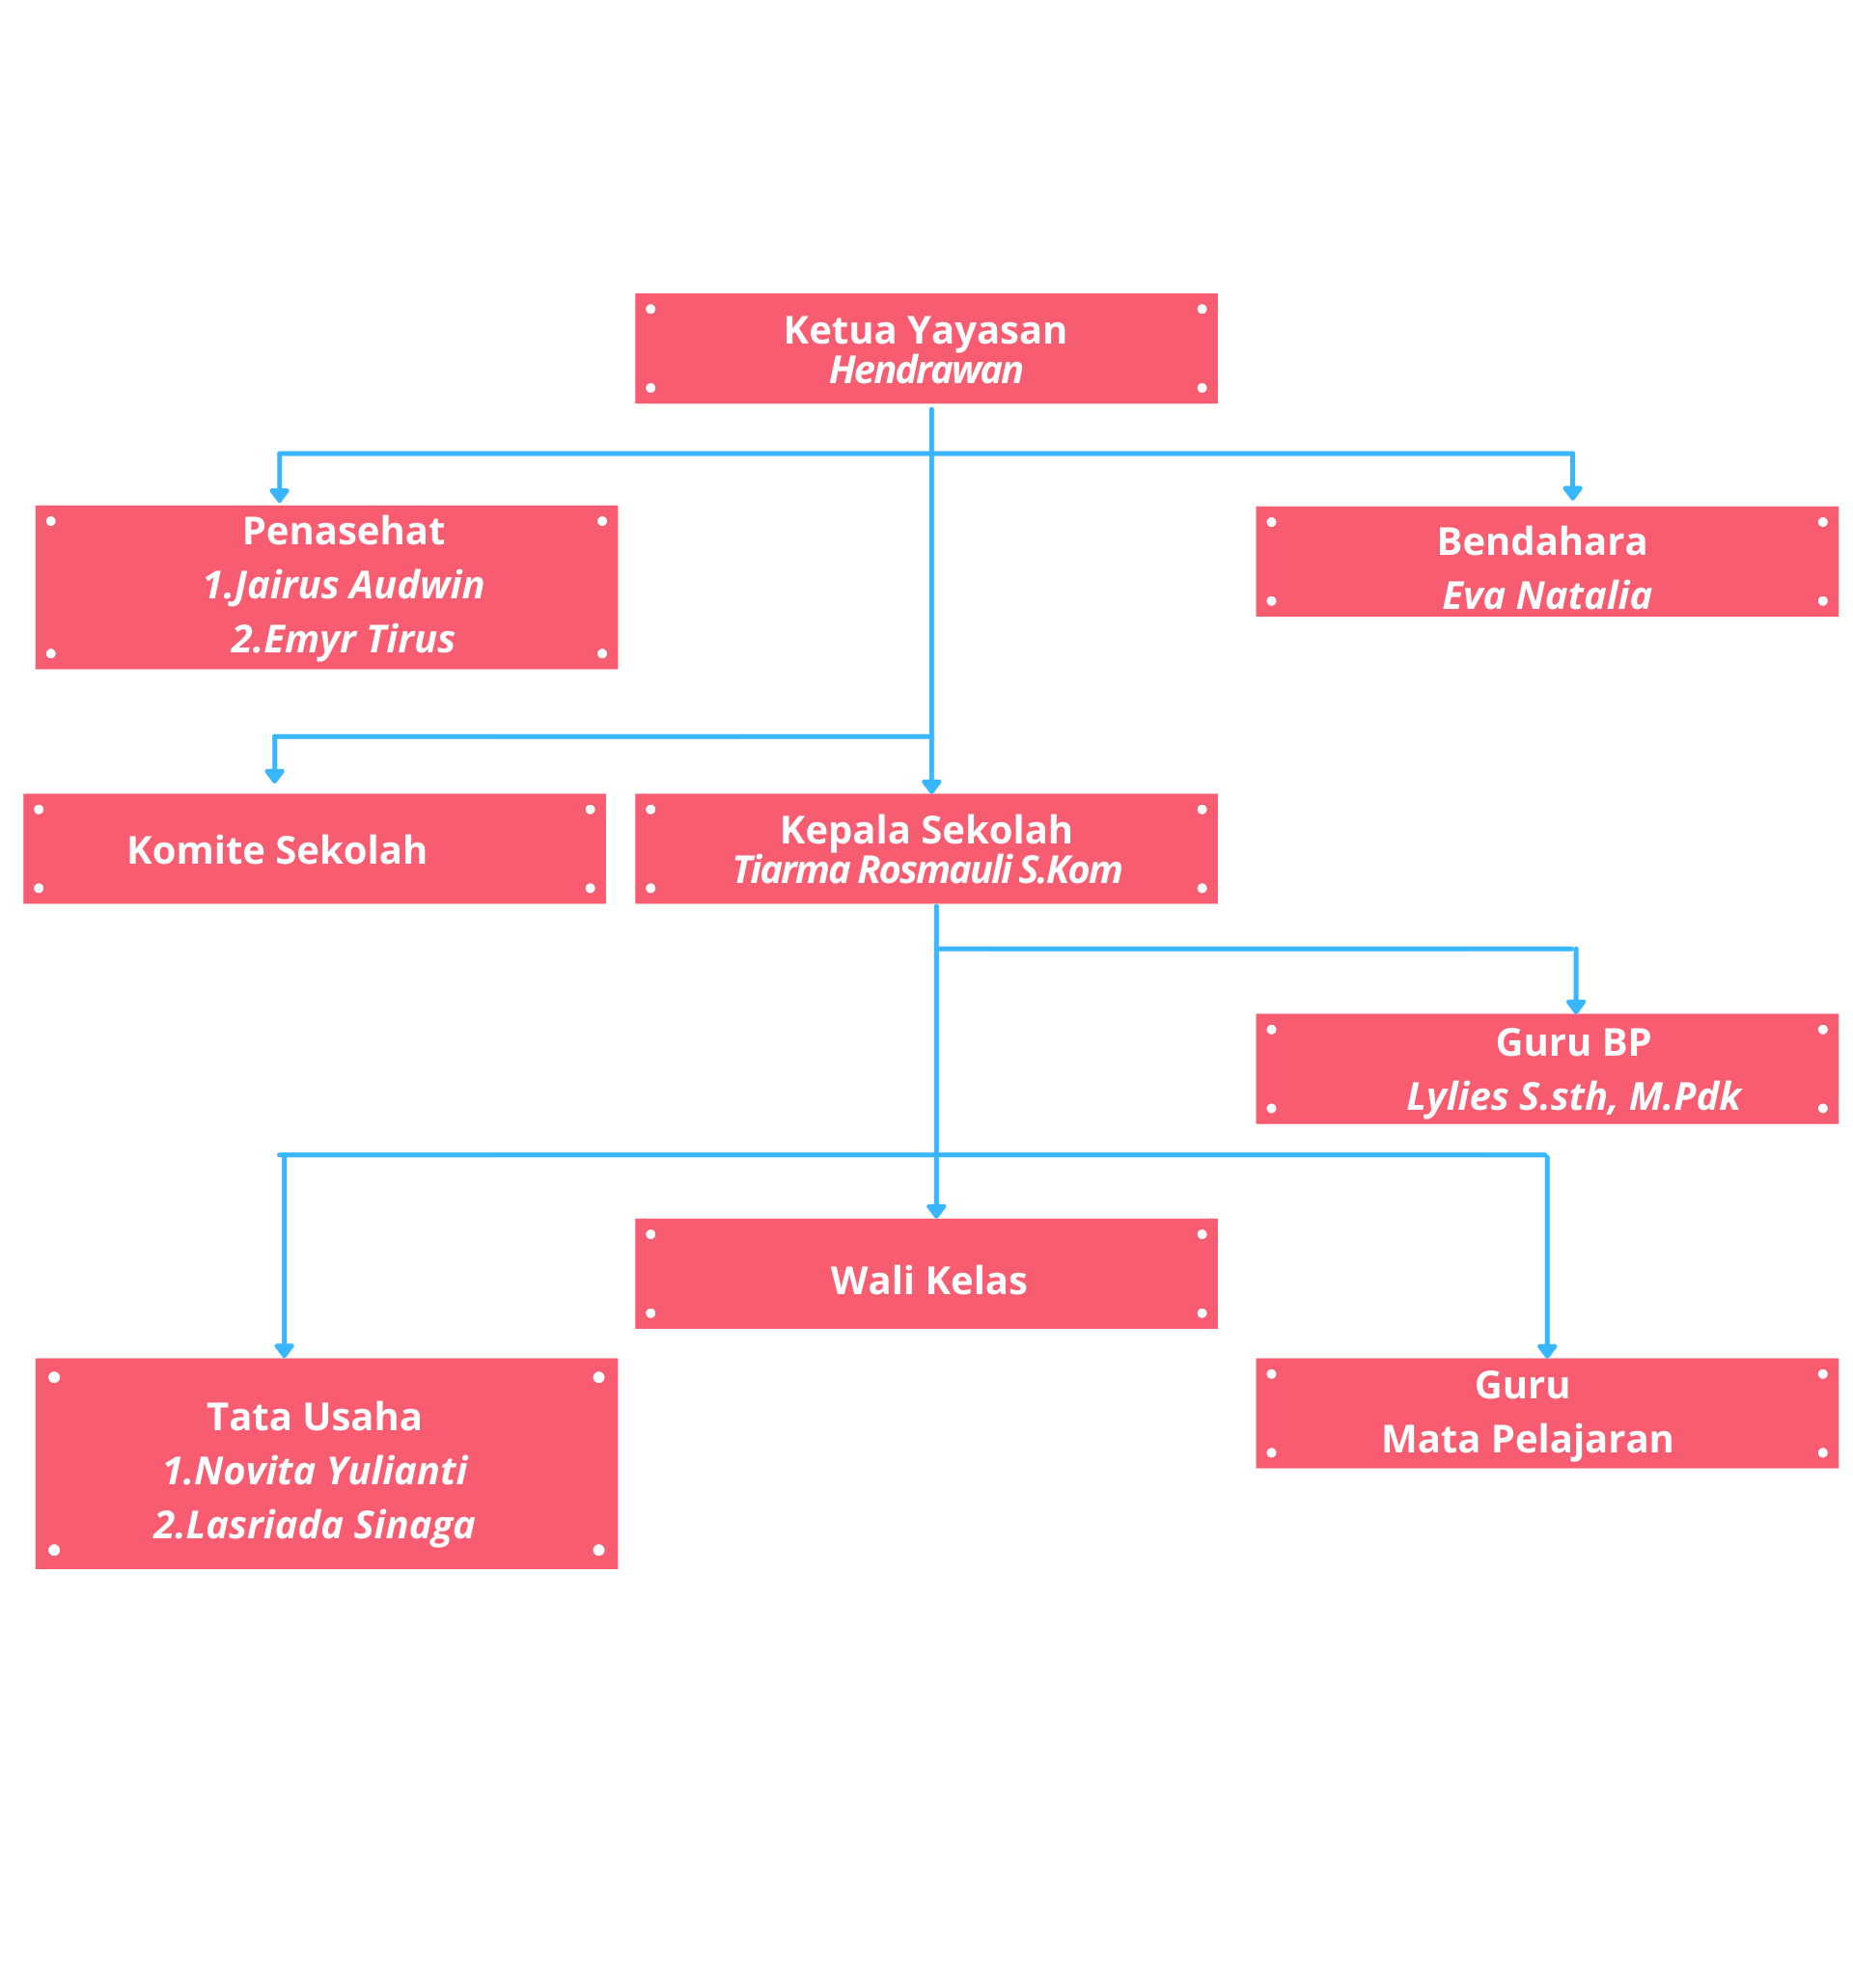 Ketua Yayasan
Hendrawan
Penasehat
1.Jairus Audwin
2.Emyr Tirus
Bendahara
Eva Natalia
Komite Sekolah
Kepala Sekolah
Tiarma Rosmauli S.Kom
Guru BP
Lylies S.sth, M.Pdk
Wali Kelas
Tata Usaha
1.Novita Yulianti
2.Lasriada Sinaga
Guru
Mata Pelajaran